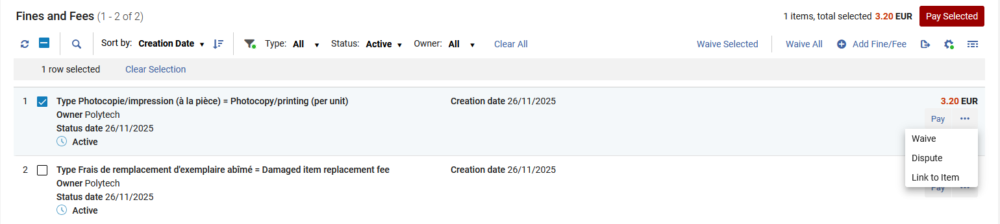 Fines and Fees (1 - 2 of 2)
1 items, total selected 3.20 EUR Pay Selected
Sort by: Creation Date Type: All Status: Active Owner: All Clear All Waive Selected Waive All Add Fine/Fee
1 row selected Clear Selection
1 Type Photocopie/impression (à la pièce) = Photocopy/printing (per unit) Creation date 26/11/2025 3.20 EUR
Owner Polytech
Pay
Status date 26/11/2025
Active
Waive
Dispute
Link to Item
2 Type Frais de remplacement d'exemplaire abîmé = Damaged item replacement fee Creation date 26/11/2025
Owner Polytech
Pay
Status date 26/11/2025
Active